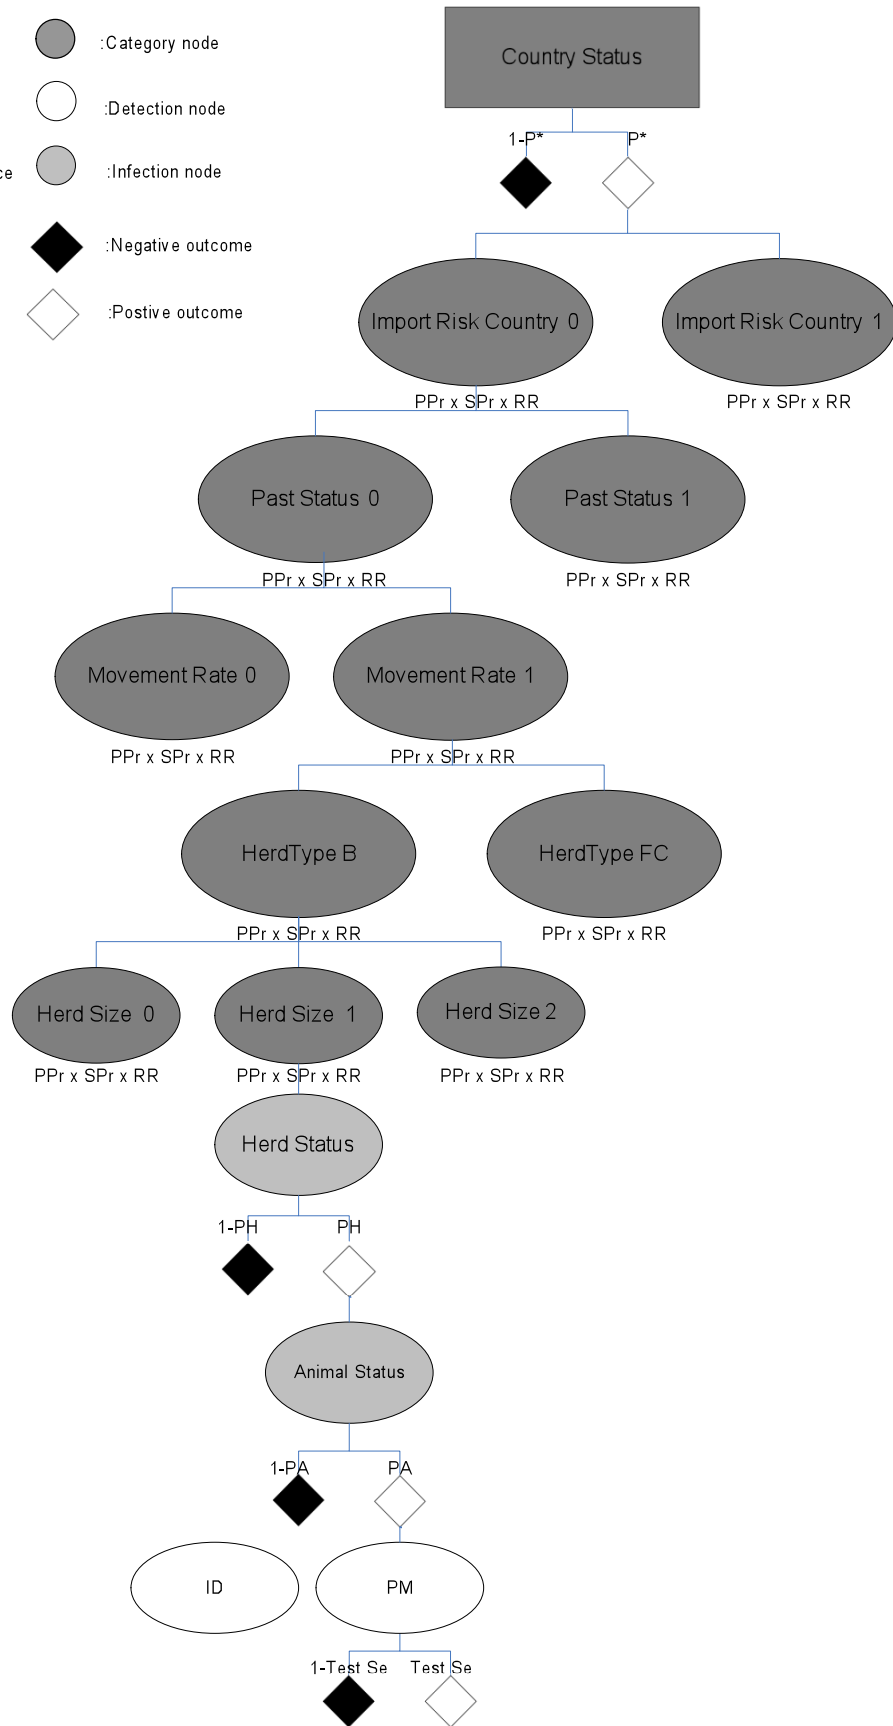 :Category node
:Detection node
ce
:Infection node
:Negative outcome
:Postive outcome
Country Status
1-P* P*
Import Risk Country 0 Import Risk Country 1
PPr x SPr x RR PPr x SPr x RR
Past Status 0 Past Status 1
PPr x SPr x RR PPr x SPr x RR
Movement Rate 0 Movement Rate 1
PPr x SPr x RR PPr x SPr x RR
HerdType B HerdType FC
PPr x SPr x RR PPr x SPr x RR
Herd Size 0 Herd Size 1 Herd Size 2
PPr x SPr x RR PPr x SPr x RR PPr x SPr x RR
Herd Status
1-PH PH
Animal Status
1-PA PA
ID PM
1-Test Se Test Se